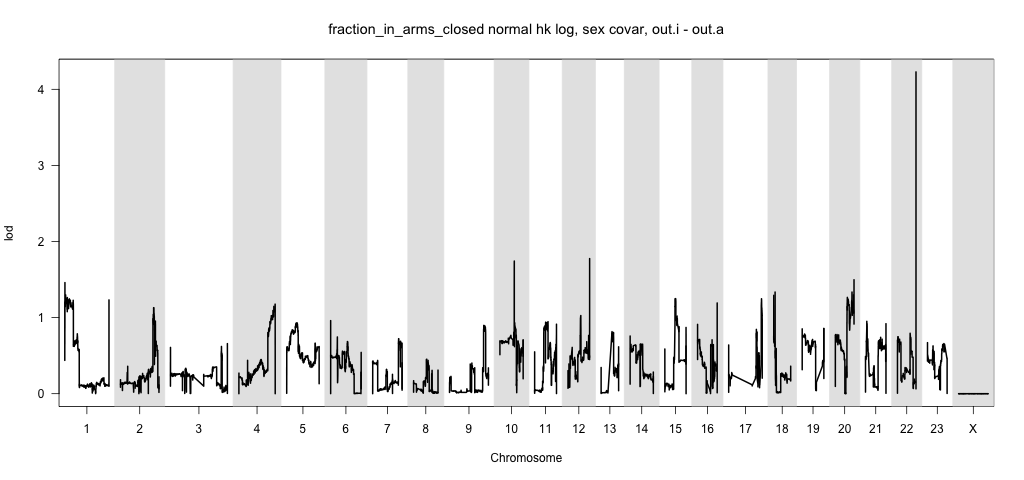 fraction_in_arms_closed normal hk log, sex covar, out.i - out.a
4
3
2
1
0
lod
1 2 3 4 5 6 7 8 9 10 11 12 13 14 15 16 17 18 19 20 21 22 23 X
Chromosome